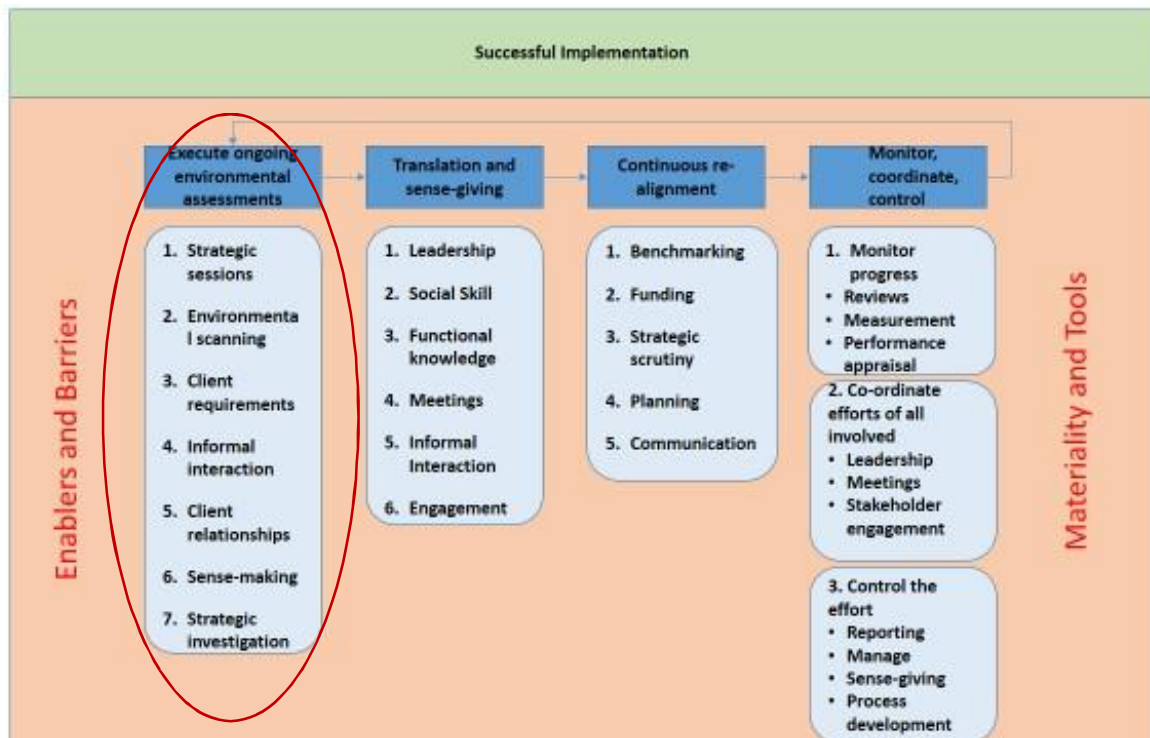 Successful Implementation
Enablers and Barriers
Execute ongoing
environmental
assessments
1. Strategic
sessions
2. Environmenta
l scanning
3. Client
requirements
4. Informal
interaction
5. Client
relationships
6. Sense-making
7. Strategic
investigation
Translation and
sense-giving
1. Leadership
2. Social Skill
3. Functional
knowledge
4. Meetings
5. Informal
Interaction
6. Engagement
Continuous re-
alignment
1. Benchmarking
2. Funding
3. Strategic
scrutiny
4. Planning
5. Communication
Monitor,
coordinate,
control
1. Monitor
progress
• Reviews
• Measurement
• Performance
appraisal
2. Co-ordinate
efforts of all
involved
• Leadership
• Meetings
• Stakeholder
engagement
3. Control the
effort
• Reporting
• Manage
• Sense-giving
• Process
development
Materiality and Tools